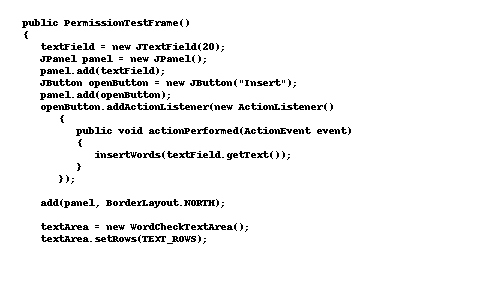 public PermissionTestFrame()
{
   textField = new JTextField(20);
   JPanel panel = new JPanel();
   panel.add(textField);
   JButton openButton = new JButton("Insert");
   panel.add(openButton);
   openButton.addActionListener(new ActionListener()
      {
         public void actionPerformed(ActionEvent event)
         {
            insertWords(textField.getText());
         }
      });

   add(panel, BorderLayout.NORTH);

   textArea = new WordCheckTextArea();
   textArea.setRows(TEXT_ROWS);